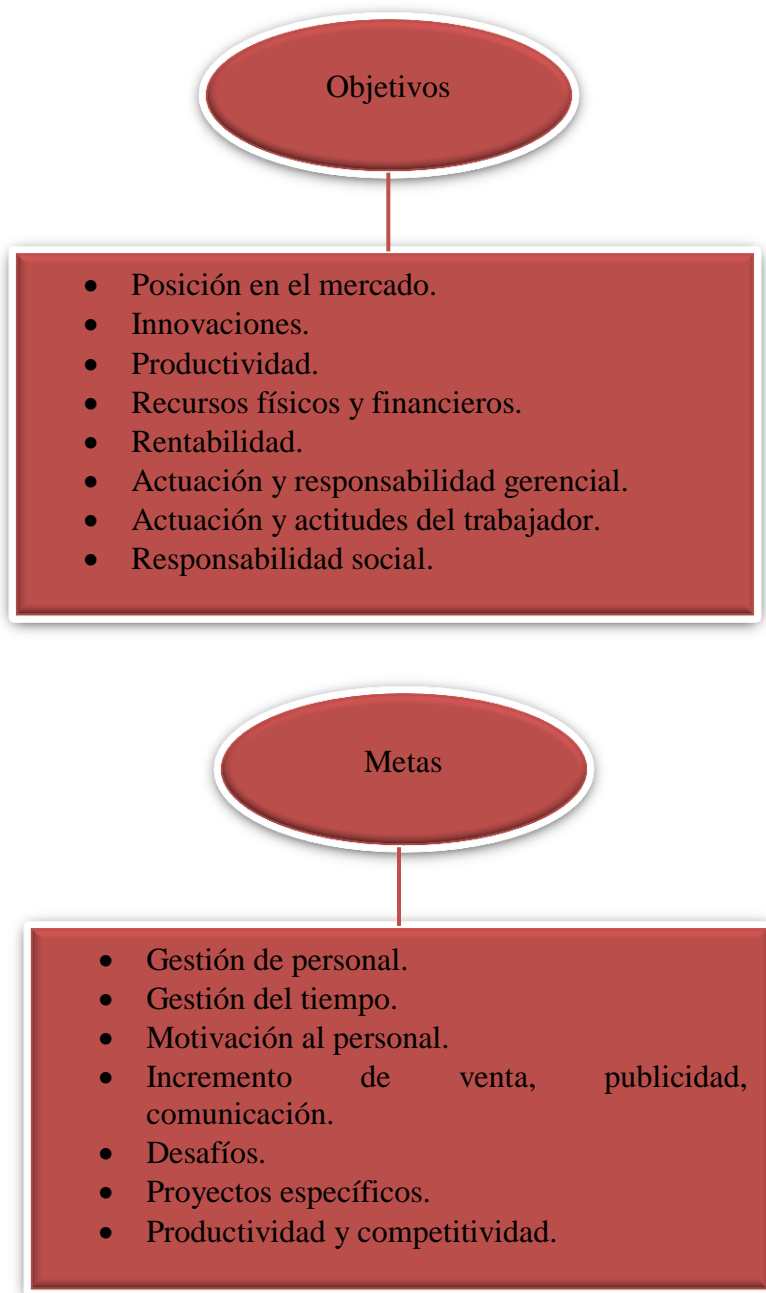 Objetivos
• Posición en el mercado.
• Innovaciones.
• Productividad.
• Recursos físicos y financieros.
• Rentabilidad.
• Actuación y responsabilidad gerencial.
• Actuación y actitudes del trabajador.
• Responsabilidad social.
Metas
• Gestión de personal.
• Gestión del tiempo.
• Motivación al personal.
• Incremento de venta, publicidad,
comunicación.
• Desafíos.
• Proyectos específicos.
• Productividad y competitividad.